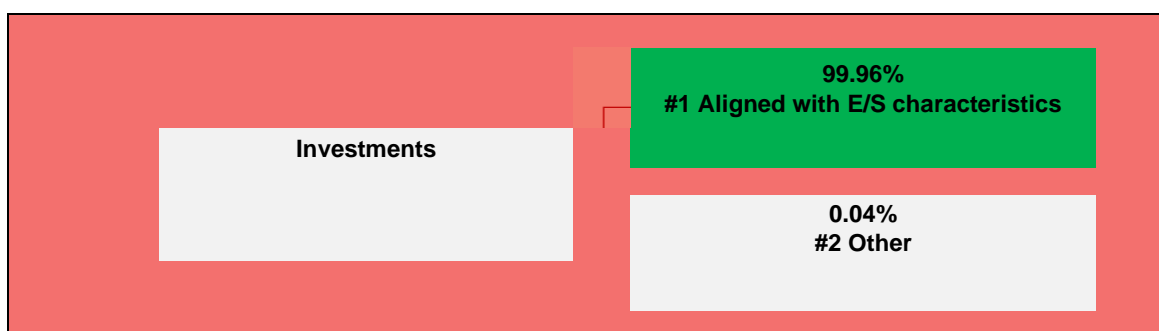 Investments
99.96%
#1 Aligned with E/S characteristics
0.04%
#2 Other